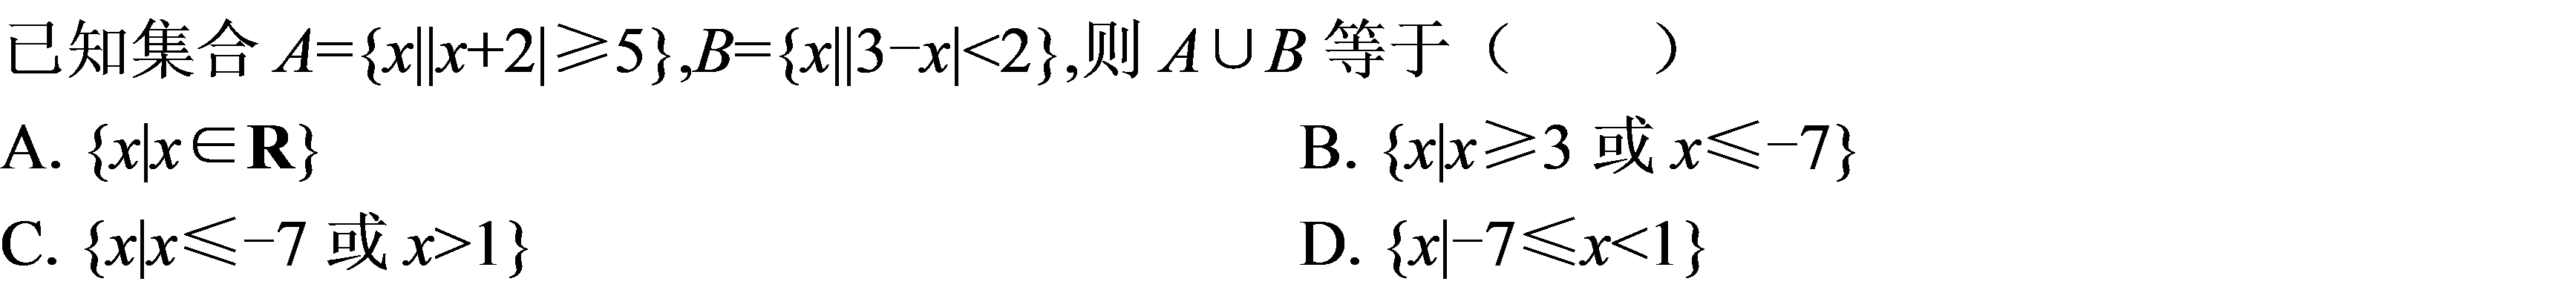 已知集合 A={x||x+2|⩾5},B={x||3−x|<2},则 A∪B 等于（　　）
A. {x|x∈R}　　B. {x|x⩾3 或 x⩽−7}
C. {x|x⩽−7 或 x>1}　　D. {x|−7⩽x<1}